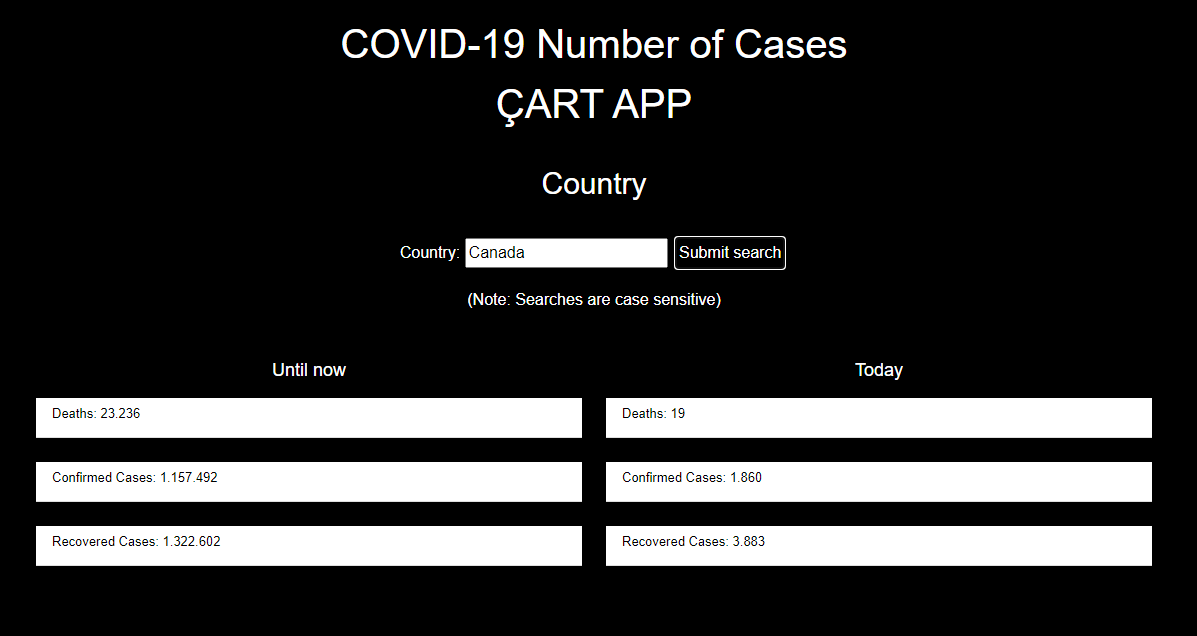 COVID-19 Number of Cases
ÇART APP
Country
Country: Canada Submit search
(Note: Searches are case sensitive)
Until now
Deaths: 23.236
Confirmed Cases: 1.157.492
Recovered Cases: 1.322.602
Today
Deaths: 19
Confirmed Cases: 1.860
Recovered Cases: 3.883